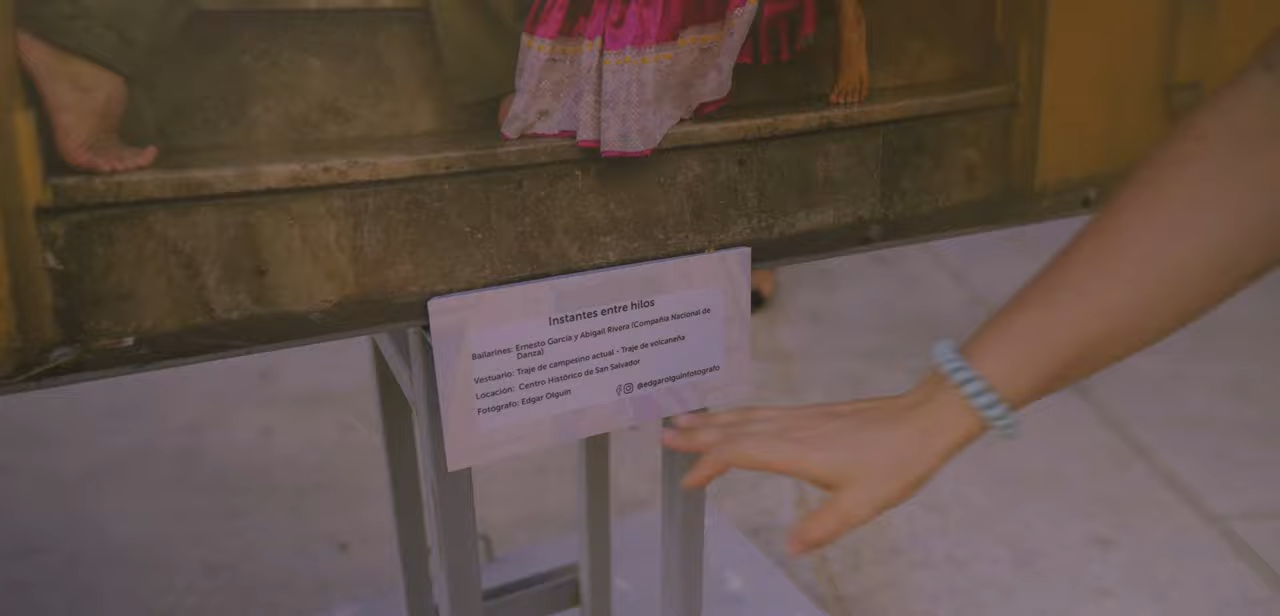 Instantes entre hilos
Bailarines: Ernesto García y Abigail Rivera (Compañía Nacional de
Danza)
Vestuario: Traje de campesino actual - Traje de volcaneña
Locación: Centro Histórico de San Salvador
Fotógrafo: Edgar Olguín
@edgarolguinfotografo